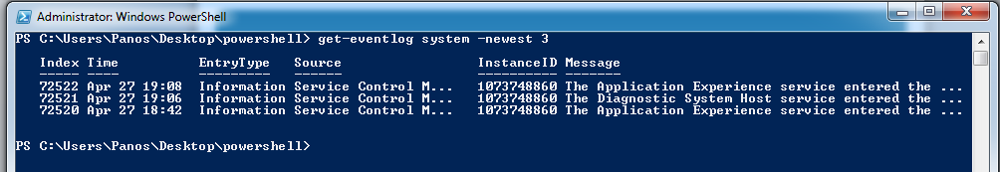 Administrator: Windows PowerShell
PS C:\Users\Panos\Desktop\powershell> get-eventlog system -newest 3
Index Time EntryType Source InstanceID Message
----- ---- --------- ------ ---------- -------
72522 Apr 27 19:08 Information Service Control M... 1073748860 The Application Experience service entered the ...
72521 Apr 27 19:06 Information Service Control M... 1073748860 The Diagnostic System Host service entered the ...
72520 Apr 27 18:42 Information Service Control M... 1073748860 The Application Experience service entered the ...
PS C:\Users\Panos\Desktop\powershell>